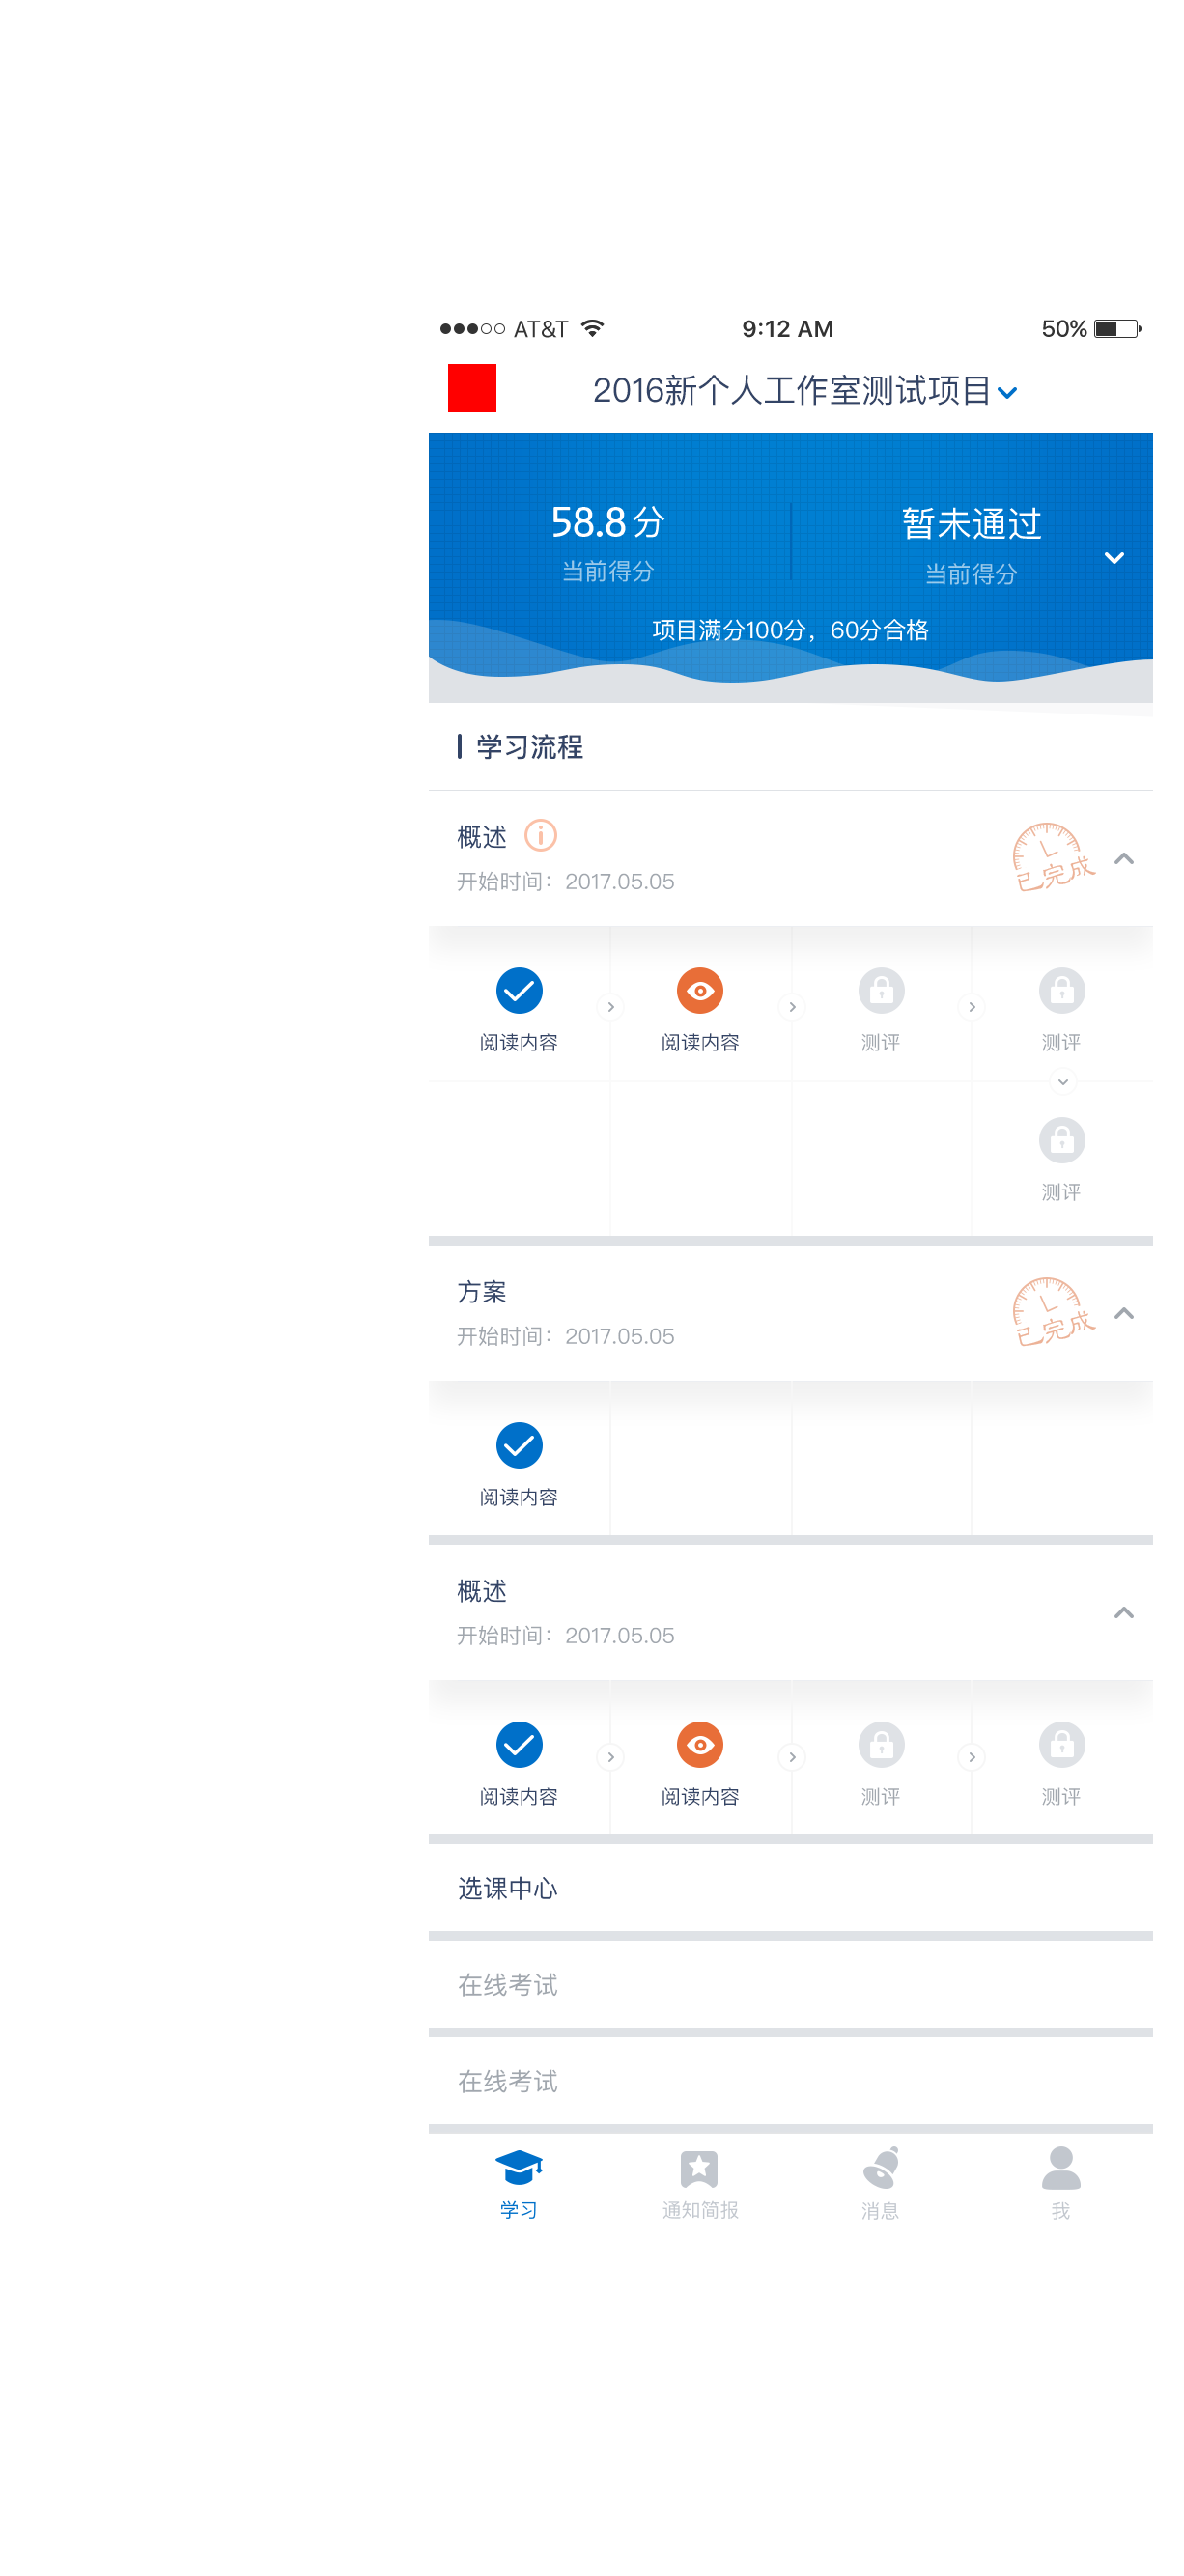 AT&T 9:12 AM 50%
2016新个人工作室测试项目
58.8分 暂未通过
当前得分 当前得分
项目满分100分，60分合格
学习流程
概述
开始时间：2017.05.05
已完成
阅读内容 阅读内容 测评 测评
测评
方案
开始时间：2017.05.05
已完成
阅读内容
概述
开始时间：2017.05.05
阅读内容 阅读内容 测评 测评
选课中心
在线考试
在线考试
学习 通知简报 消息 我